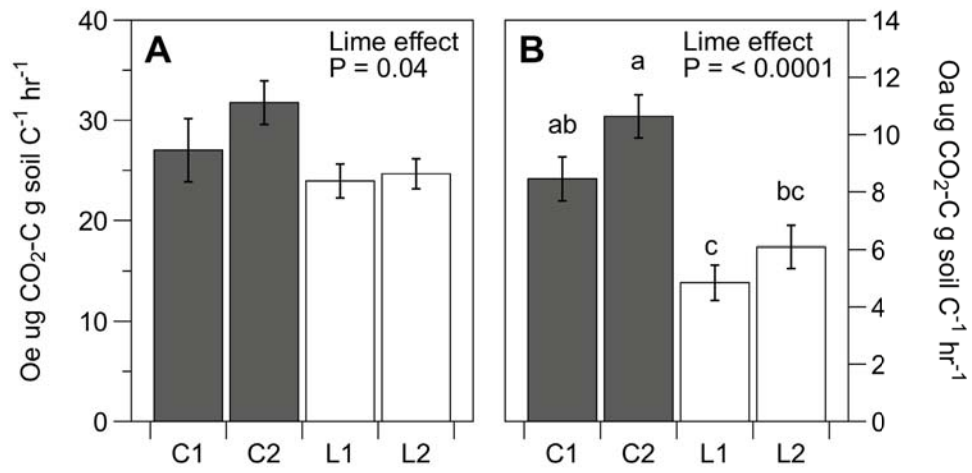 Oe ug CO₂-C g soil C⁻¹ hr⁻¹
40
30
20
10
0
A
Lime effect
P = 0.04
C1
C2
L1
L2
B
Lime effect
P = < 0.0001
ab
a
c
bc
C1
C2
L1
L2
14
12
10
8
6
4
2
0
Oa ug CO₂-C g soil C⁻¹ hr⁻¹